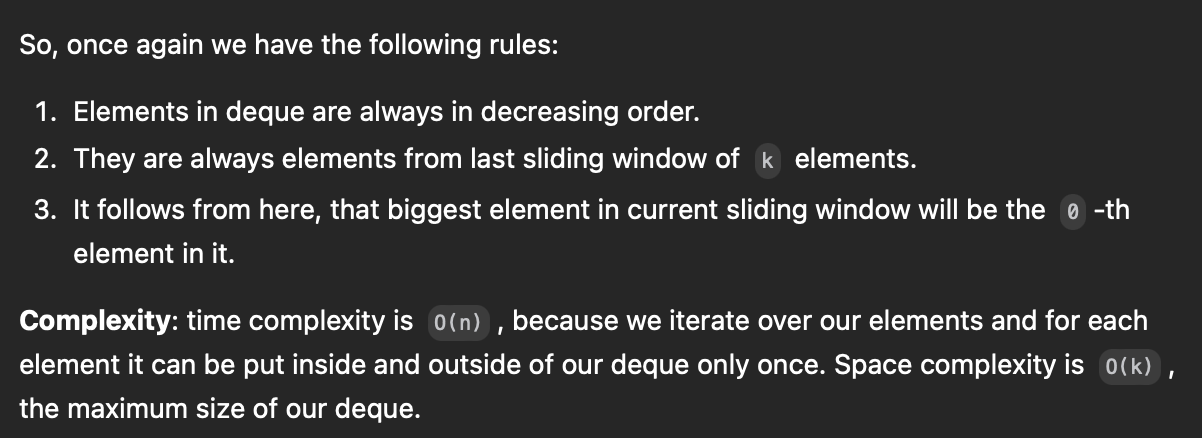 So, once again we have the following rules:
1. Elements in deque are always in decreasing order.
2. They are always elements from last sliding window of k elements.
3. It follows from here, that biggest element in current sliding window will be the 0 -th
element in it.
Complexity: time complexity is O(n) , because we iterate over our elements and for each
element it can be put inside and outside of our deque only once. Space complexity is O(k) ,
the maximum size of our deque.